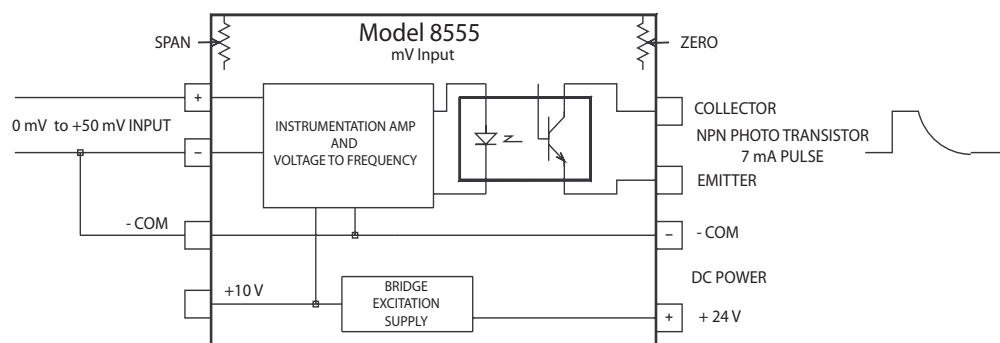 Model 8555
mV Input
SPAN
ZERO
+
0 mV to +50 mV INPUT
−
INSTRUMENTATION AMP
AND
VOLTAGE TO FREQUENCY
COLLECTOR
NPN PHOTO TRANSISTOR
7 mA PULSE
EMITTER
- COM
−
- COM
+10 V
BRIDGE
EXCITATION
SUPPLY
DC POWER
+
+ 24 V